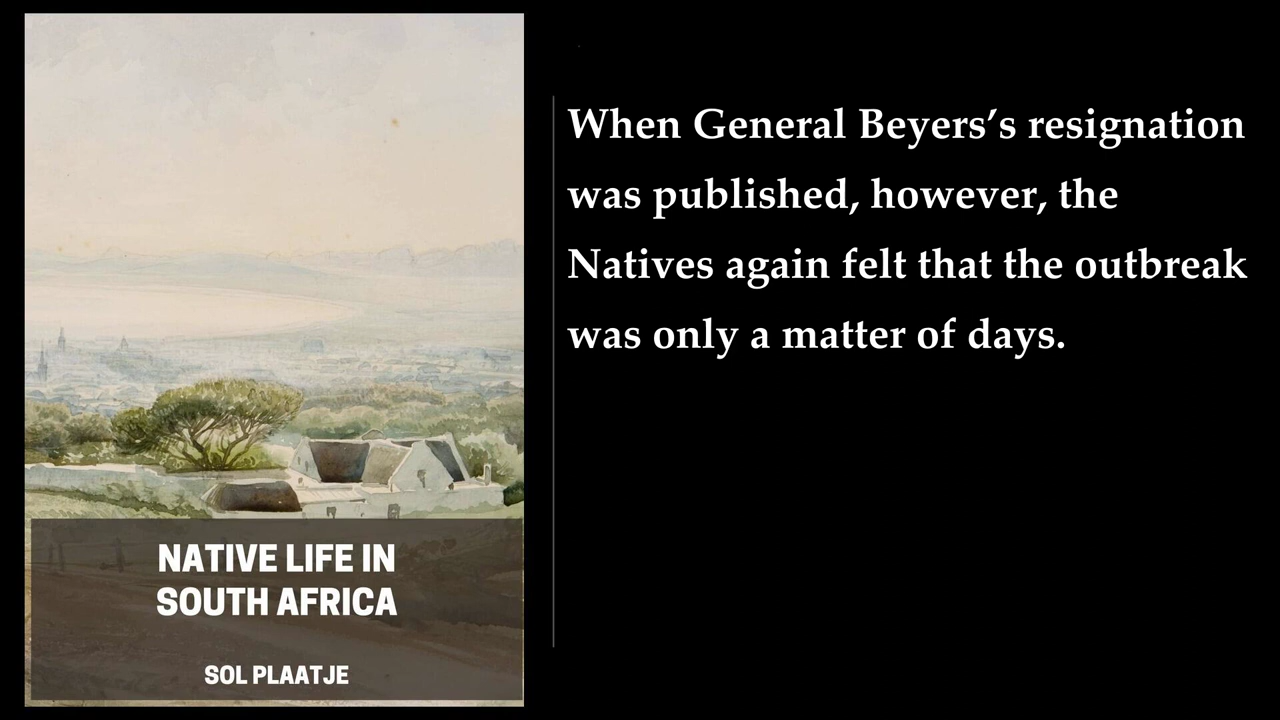 NATIVE LIFE IN
SOUTH AFRICA
SOL PLAATJE
When General Beyers’s resignation
was published, however, the
Natives again felt that the outbreak
was only a matter of days.